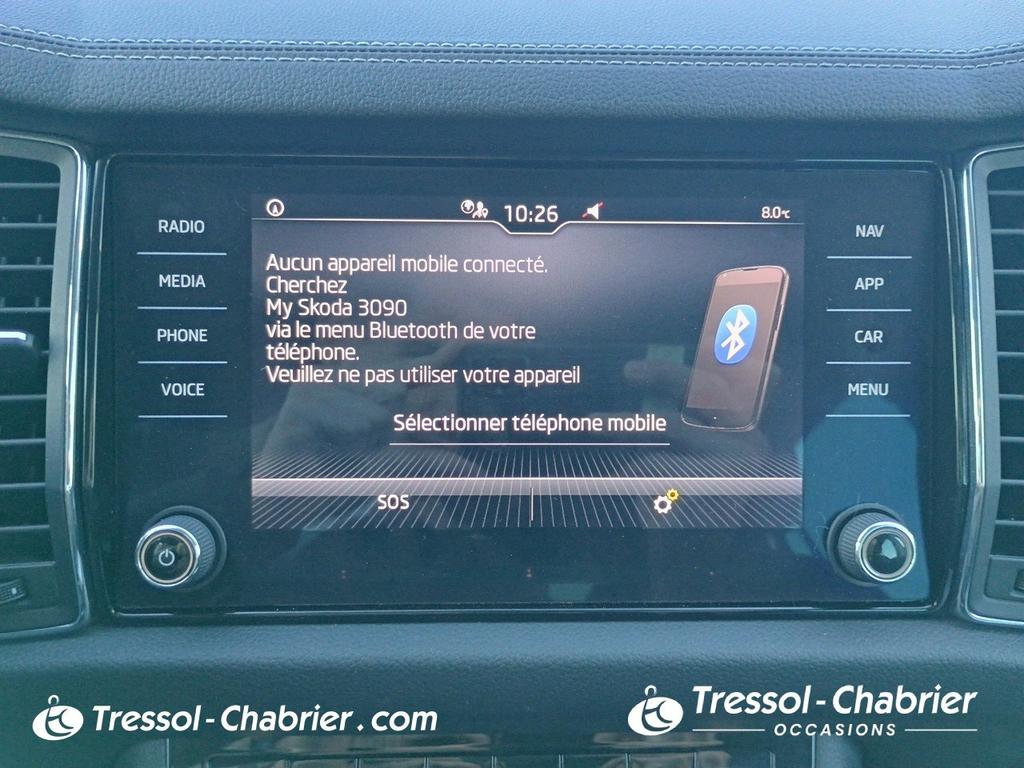 10:26
8.0°C
RADIO
MEDIA
PHONE
VOICE
Aucun appareil mobile connecté.
Cherchez
My Skoda 3090
via le menu Bluetooth de votre
téléphone.
Veuillez ne pas utiliser votre appareil
Sélectionner téléphone mobile
SOS
NAV
APP
CAR
MENU
Tressol-Chabrier.com
Tressol-Chabrier
OCCASIONS